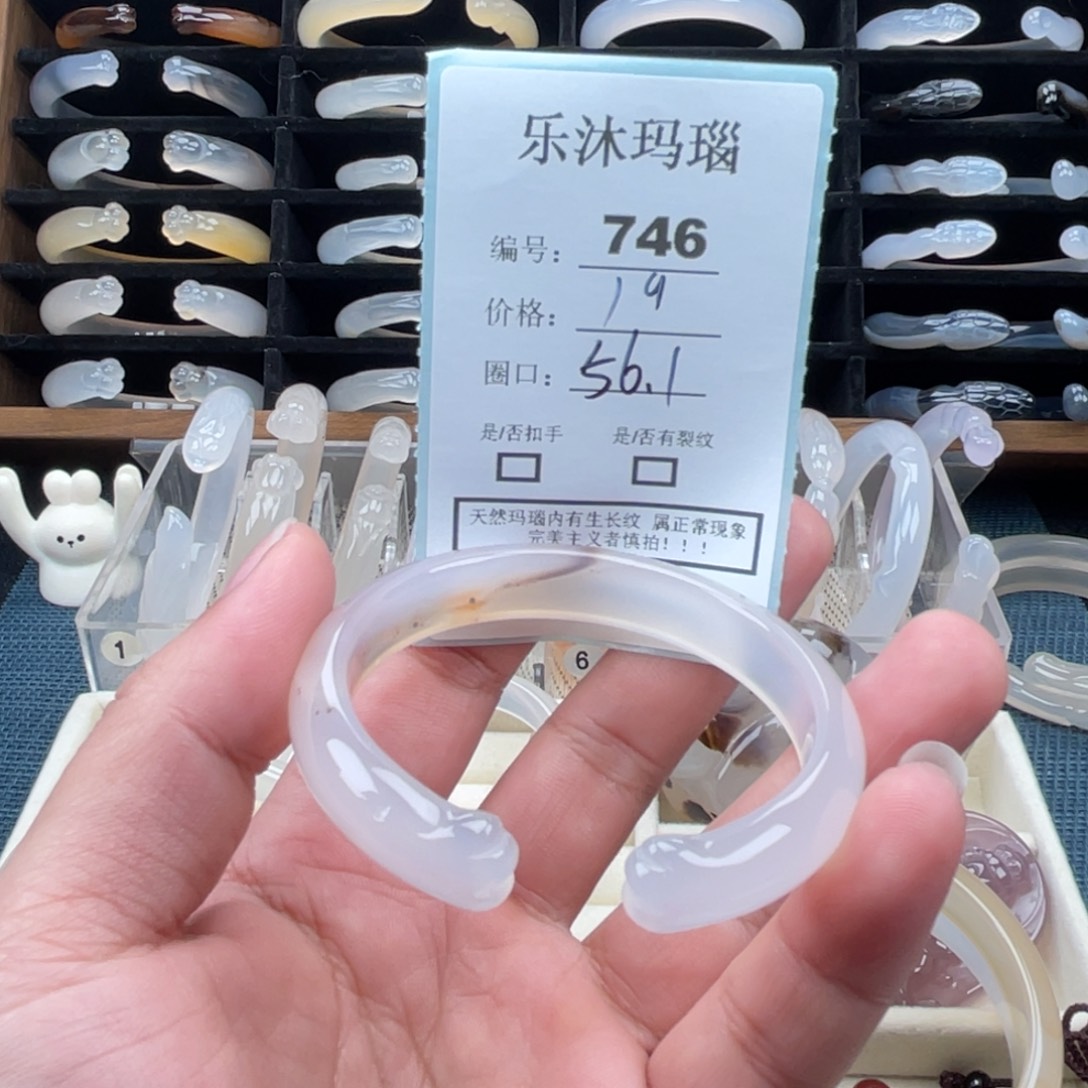 乐沐玛瑙
编号： 746
价格： 19
圈口： 56.1
是/否扣手 是/否有裂纹
天然玛瑙内有生长纹 属正常现象
完美主义者慎拍！！！
1
6